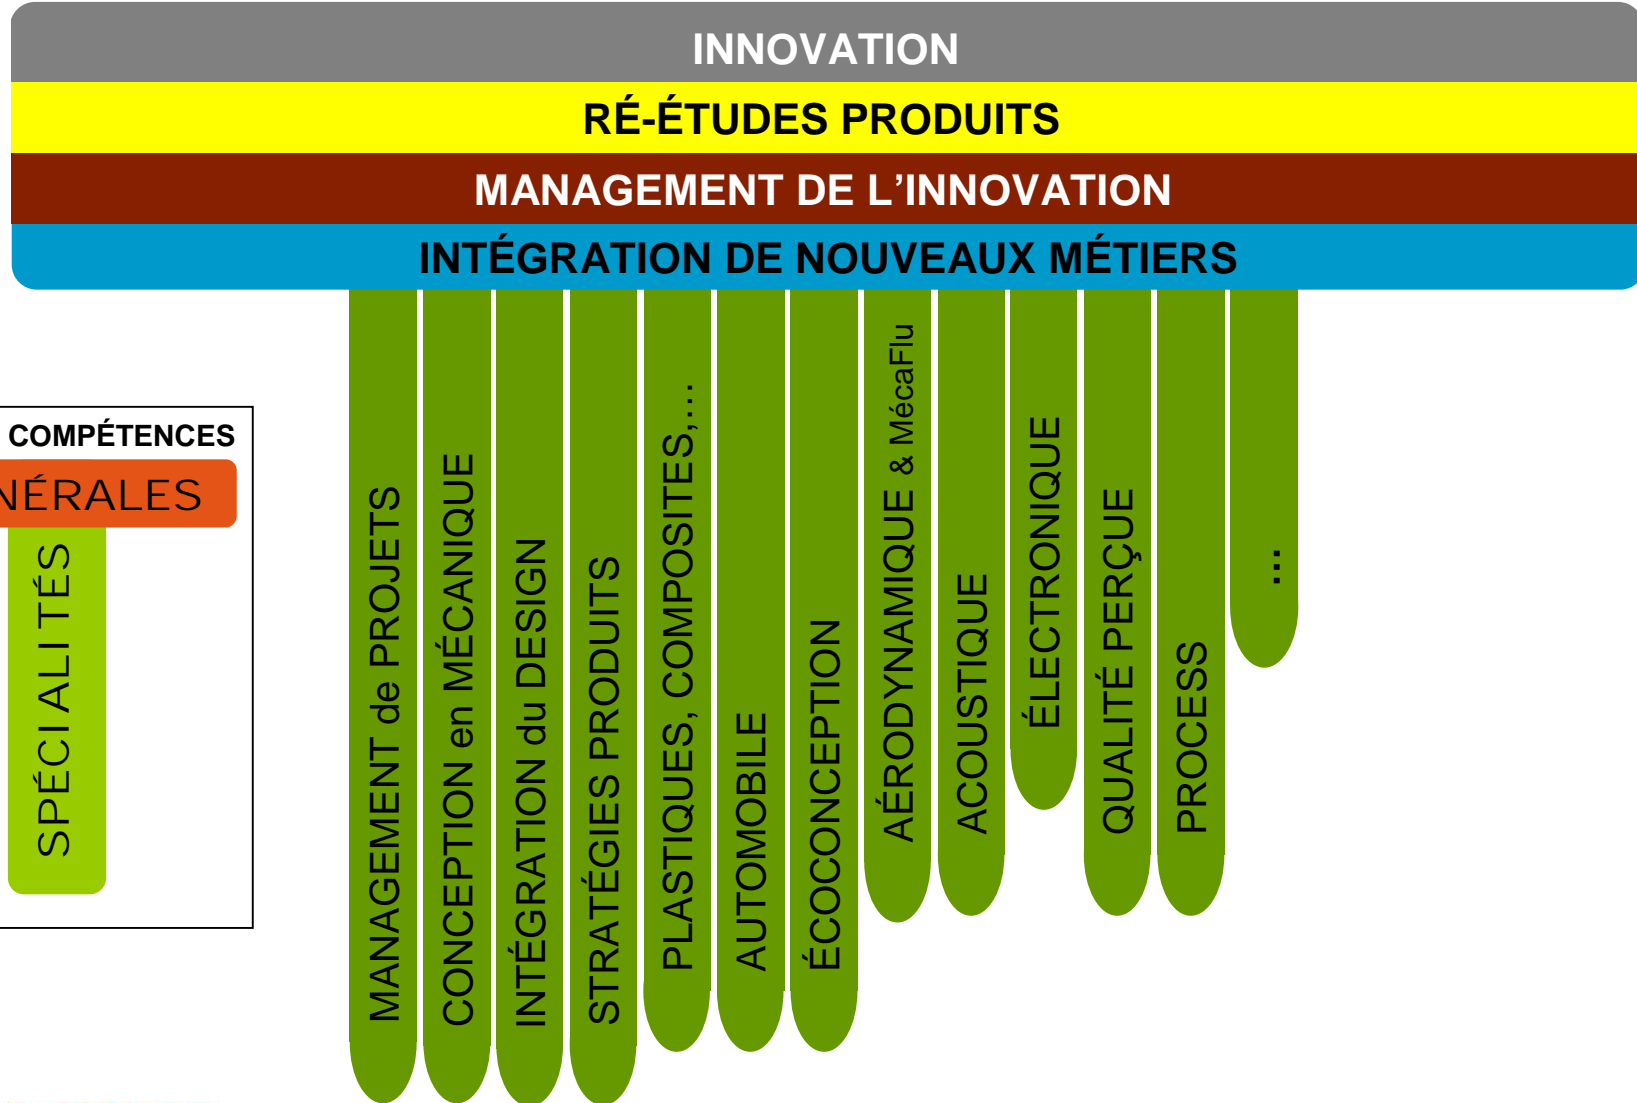 INNOVATION
RÉ-ÉTUDES PRODUITS
MANAGEMENT DE L’INNOVATION
INTÉGRATION DE NOUVEAUX MÉTIERS
COMPÉTENCES
NÉRALES
SPÉCIALITÉS
MANAGEMENT de PROJETS
CONCEPTION en MÉCANIQUE
INTÉGRATION du DESIGN
STRATÉGIES PRODUITS
PLASTIQUES, COMPOSITES,…
AUTOMOBILE
ÉCOCONCEPTION
AÉRODYNAMIQUE & MécaFlu
ACOUSTIQUE
ÉLECTRONIQUE
QUALITÉ PERÇUE
PROCESS
…